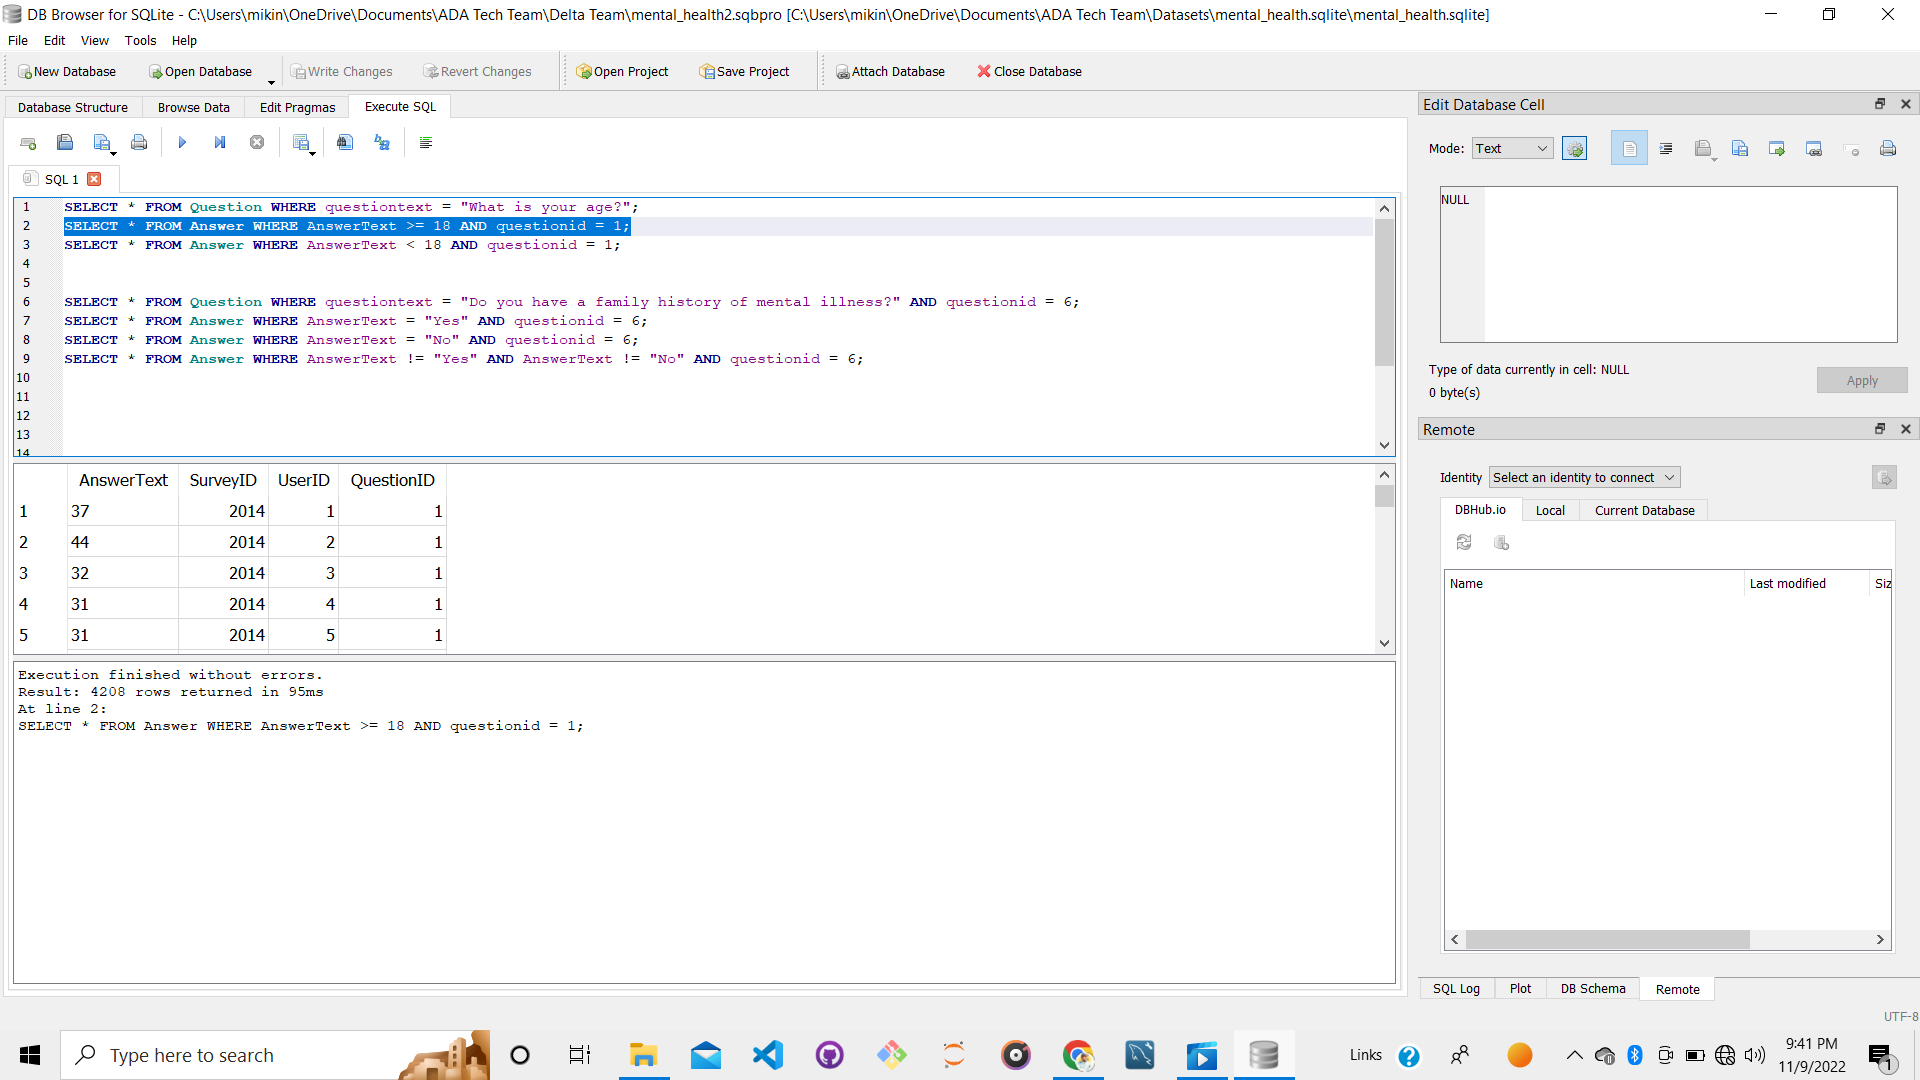 DB Browser for SQLite - C:\Users\mikin\OneDrive\Documents\ADA Tech Team\Delta Team\mental_health2.sqbpro [C:\Users\mikin\OneDrive\Documents\ADA Tech Team\Datasets\mental_health.sqlite\mental_health.sqlite]
File Edit View Tools Help
New Database Open Database Write Changes Revert Changes Open Project Save Project Attach Database Close Database
Database Structure Browse Data Edit Pragmas Execute SQL
SQL 1
1 SELECT * FROM Question WHERE questiontext = "What is your age?";
2 SELECT * FROM Answer WHERE AnswerText >= 18 AND questionid = 1;
3 SELECT * FROM Answer WHERE AnswerText < 18 AND questionid = 1;
4
5
6 SELECT * FROM Question WHERE questiontext = "Do you have a family history of mental illness?" AND questionid = 6;
7 SELECT * FROM Answer WHERE AnswerText = "Yes" AND questionid = 6;
8 SELECT * FROM Answer WHERE AnswerText = "No" AND questionid = 6;
9 SELECT * FROM Answer WHERE AnswerText != "Yes" AND AnswerText != "No" AND questionid = 6;
10
11
12
13
14
AnswerText SurveyID UserID QuestionID
1 37 2014 1 1
2 44 2014 2 1
3 32 2014 3 1
4 31 2014 4 1
5 31 2014 5 1
Execution finished without errors.
Result: 4208 rows returned in 95ms
At line 2:
SELECT * FROM Answer WHERE AnswerText >= 18 AND questionid = 1;
Edit Database Cell
Mode: Text
NULL
Type of data currently in cell: NULL
0 byte(s)
Apply
Remote
Identity Select an identity to connect
DBHub.io Local Current Database
Name Last modified Siz
SQL Log Plot DB Schema Remote
UTF-8
Type here to search
Links
9:41 PM
11/9/2022
1